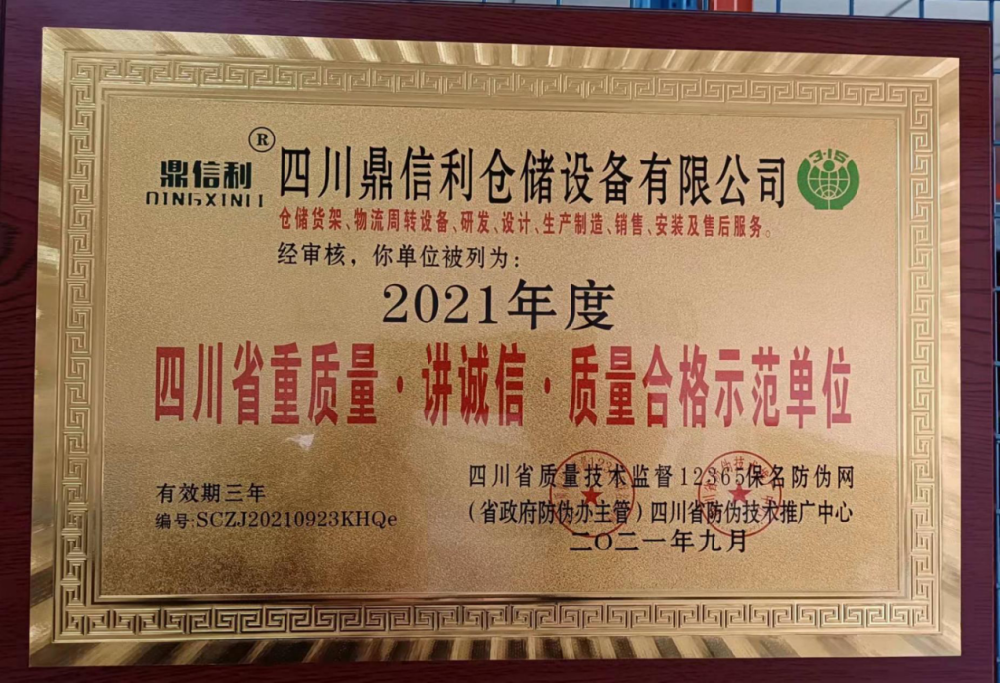 鼎信利®
DINGXINLI
四川鼎信利仓储设备有限公司
3·15
仓储货架、物流周转设备、研发、设计、生产制造、销售、安装及售后服务。
经审核，你单位被列为：
2021年度
四川省重质量·讲诚信·质量合格示范单位
有效期三年
编号:SCZJ20210923KHQe
四川省质量技术监督12365保名防伪网
（省政府防伪办主管）四川省防伪技术推广中心
二〇二一年九月